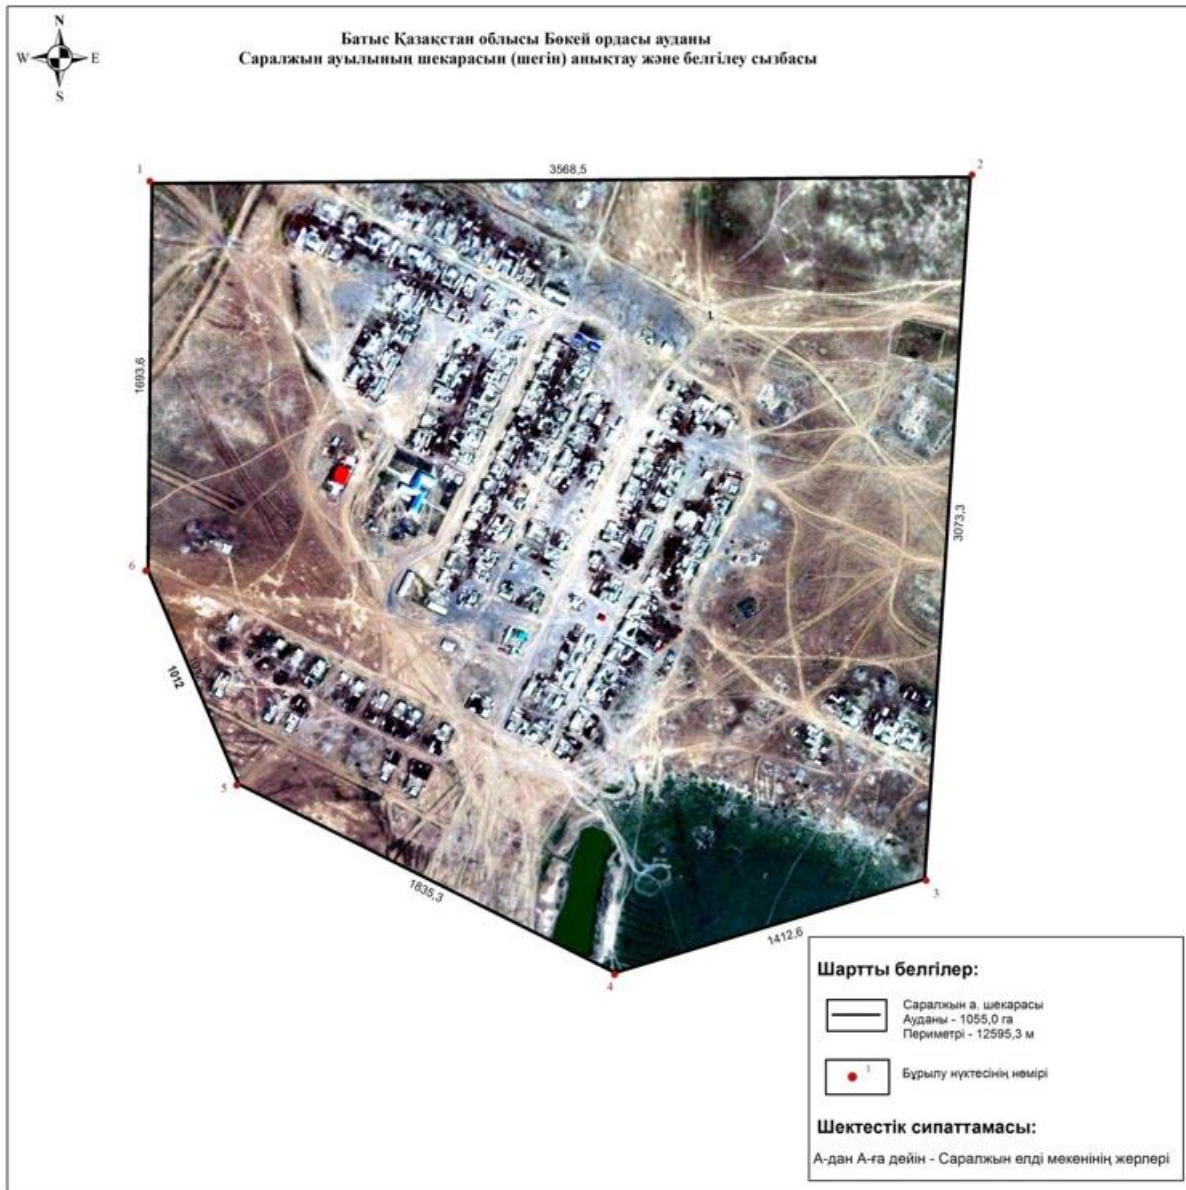 N
W E
S
Батыс Қазақстан облысы Бөкей ордасы ауданы
Саралжын ауылының шекарасын (шегін) анықтау және белгілеу сызбасы
1
3568,5
2
1
1693,6
3073,3
6
1012
5
1835,3
3
1412,6
4
Шартты белгілер:
Саралжын а. шекарасы
Ауданы - 1055,0 га
Периметрі - 12595,3 м
1
Бұрылу нүктесінің нөмірі
Шектестік сипаттамасы:
А-дан А-ға дейін - Саралжын елді мекенінің жерлері